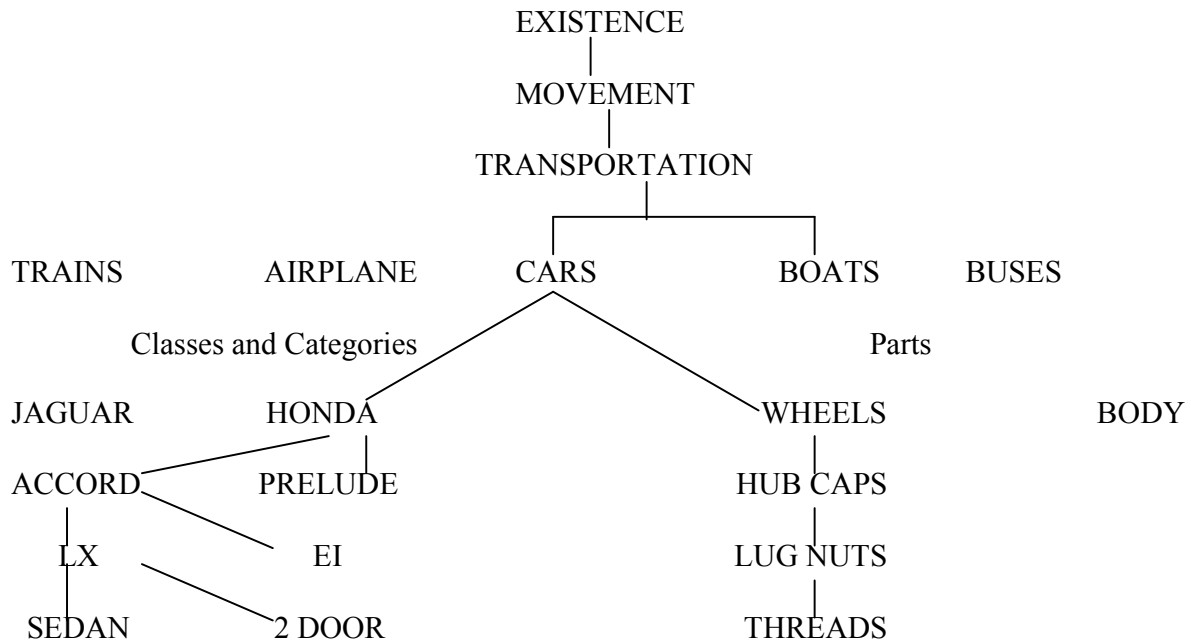 EXISTENCE
MOVEMENT
TRANSPORTATION
TRAINS AIRPLANE CARS BOATS BUSES
Classes and Categories Parts
JAGUAR HONDA WHEELS BODY
ACCORD PRELUDE HUB CAPS
LX EI LUG NUTS
SEDAN 2 DOOR THREADS